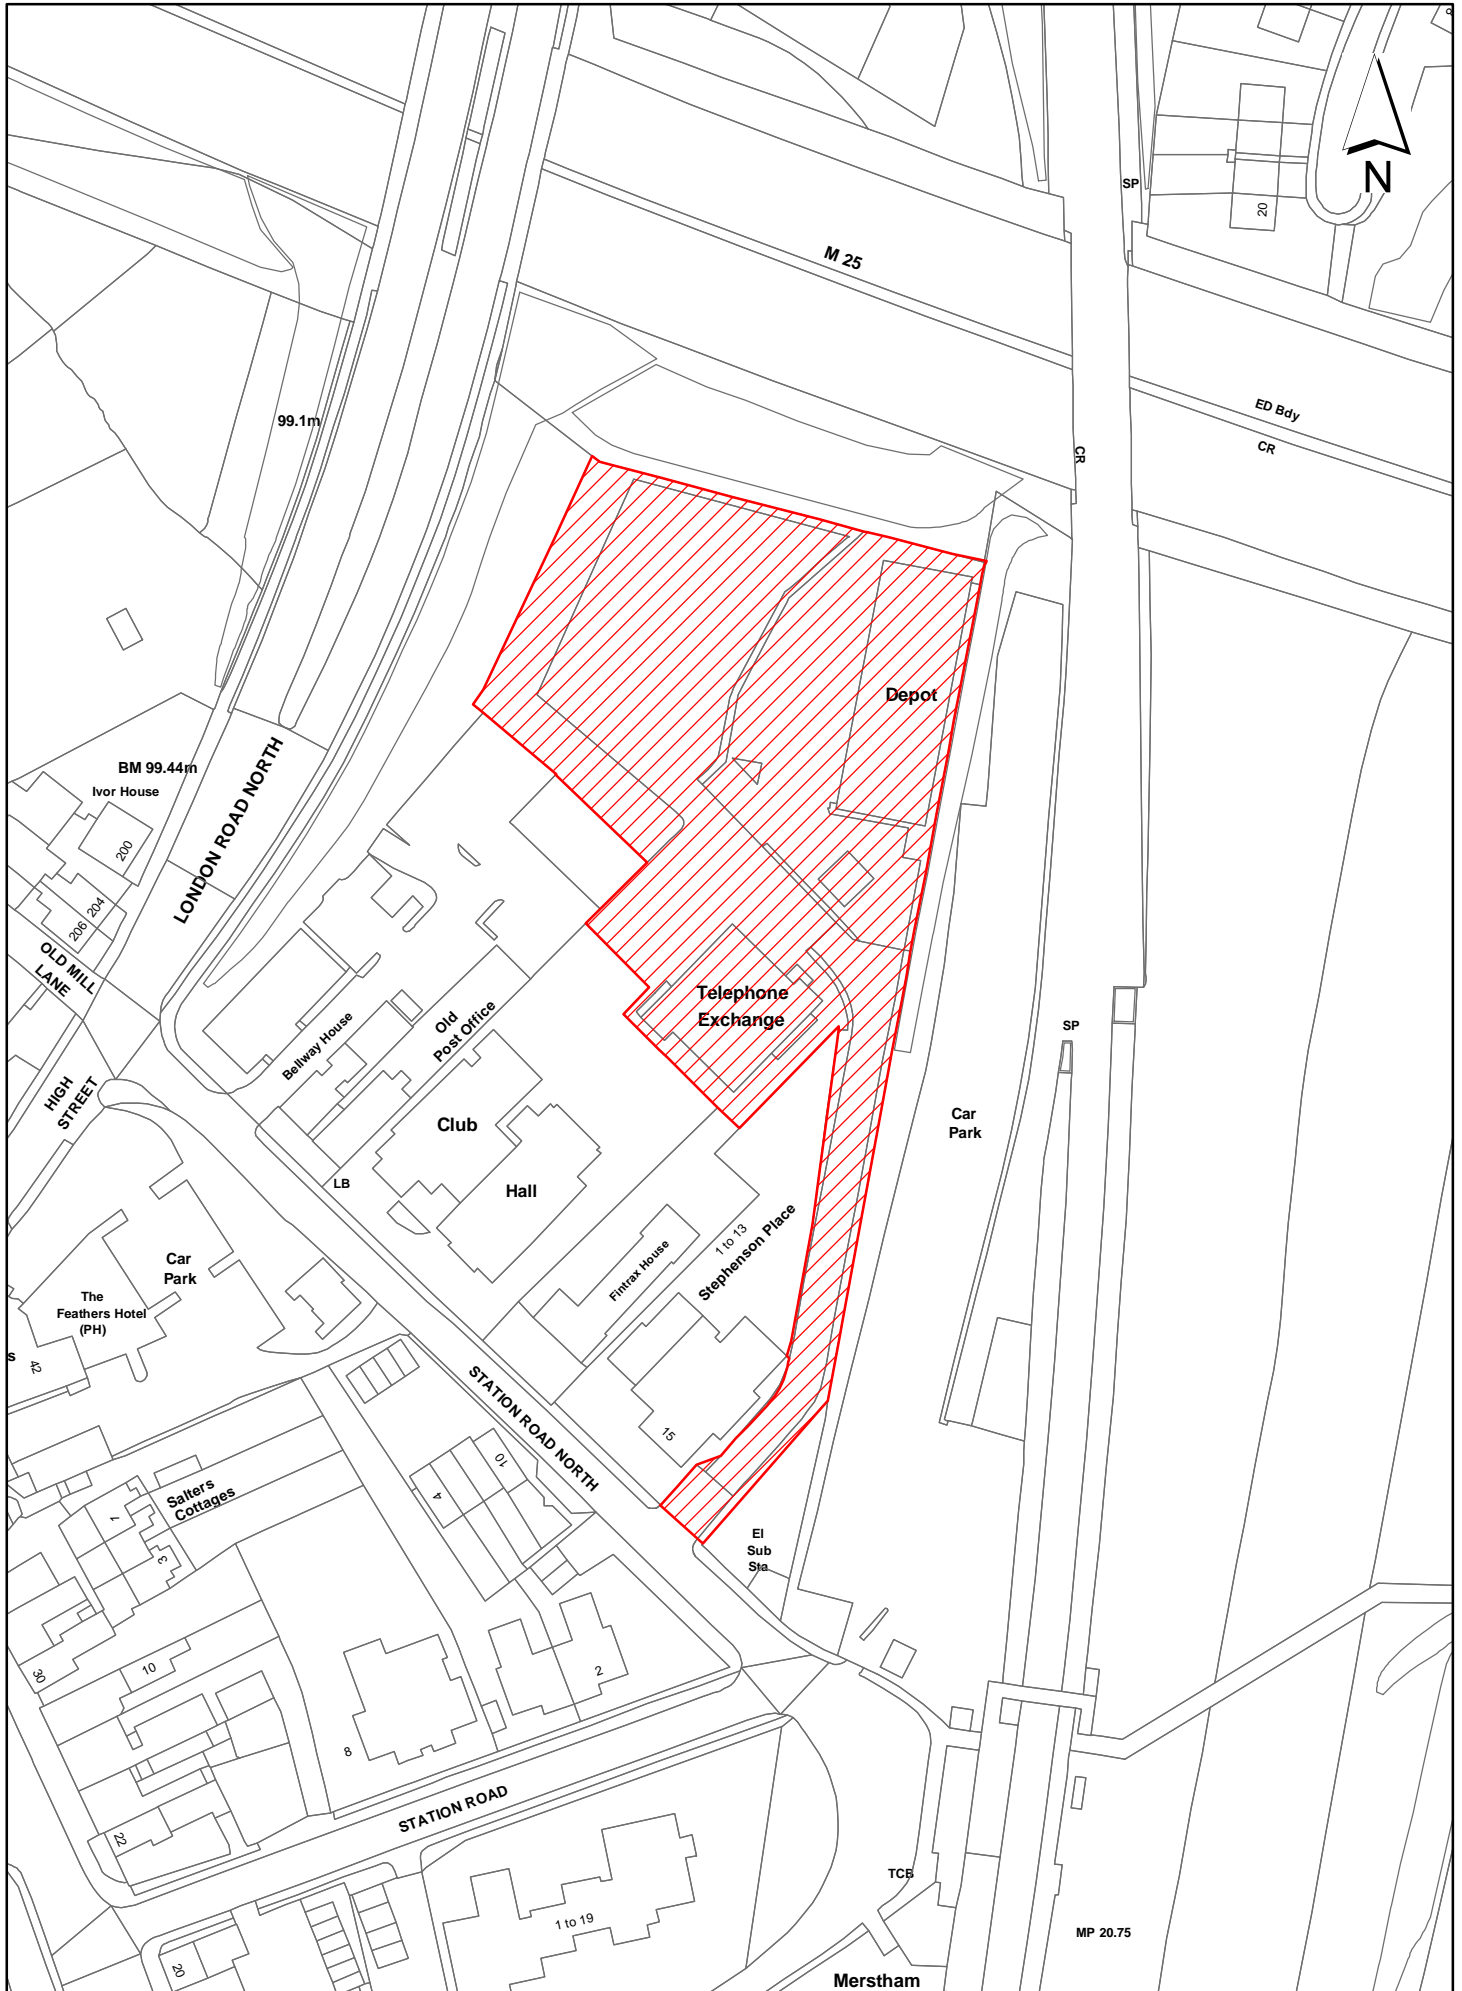 N
SP
20
M 25
ED Bdy
CR
CR
99.1m
Depot
BM 99.44m
Ivor House
200
LONDON ROAD NORTH
204
206
OLD MILL
LANE
Telephone
Exchange
Old
Post Office
Bellway House
SP
HIGH
STREET
Club
Car
Park
LB
Hall
1 to 13
Stephenson Place
Fintrax House
Car
Park
The
Feathers Hotel
(PH)
s
42
STATION ROAD NORTH
15
10
4
Salters
Cottages
7
3
El
Sub
Sta
30
10
2
8
STATION ROAD
22
TCB
1 to 19
MP 20.75
20
Merstham